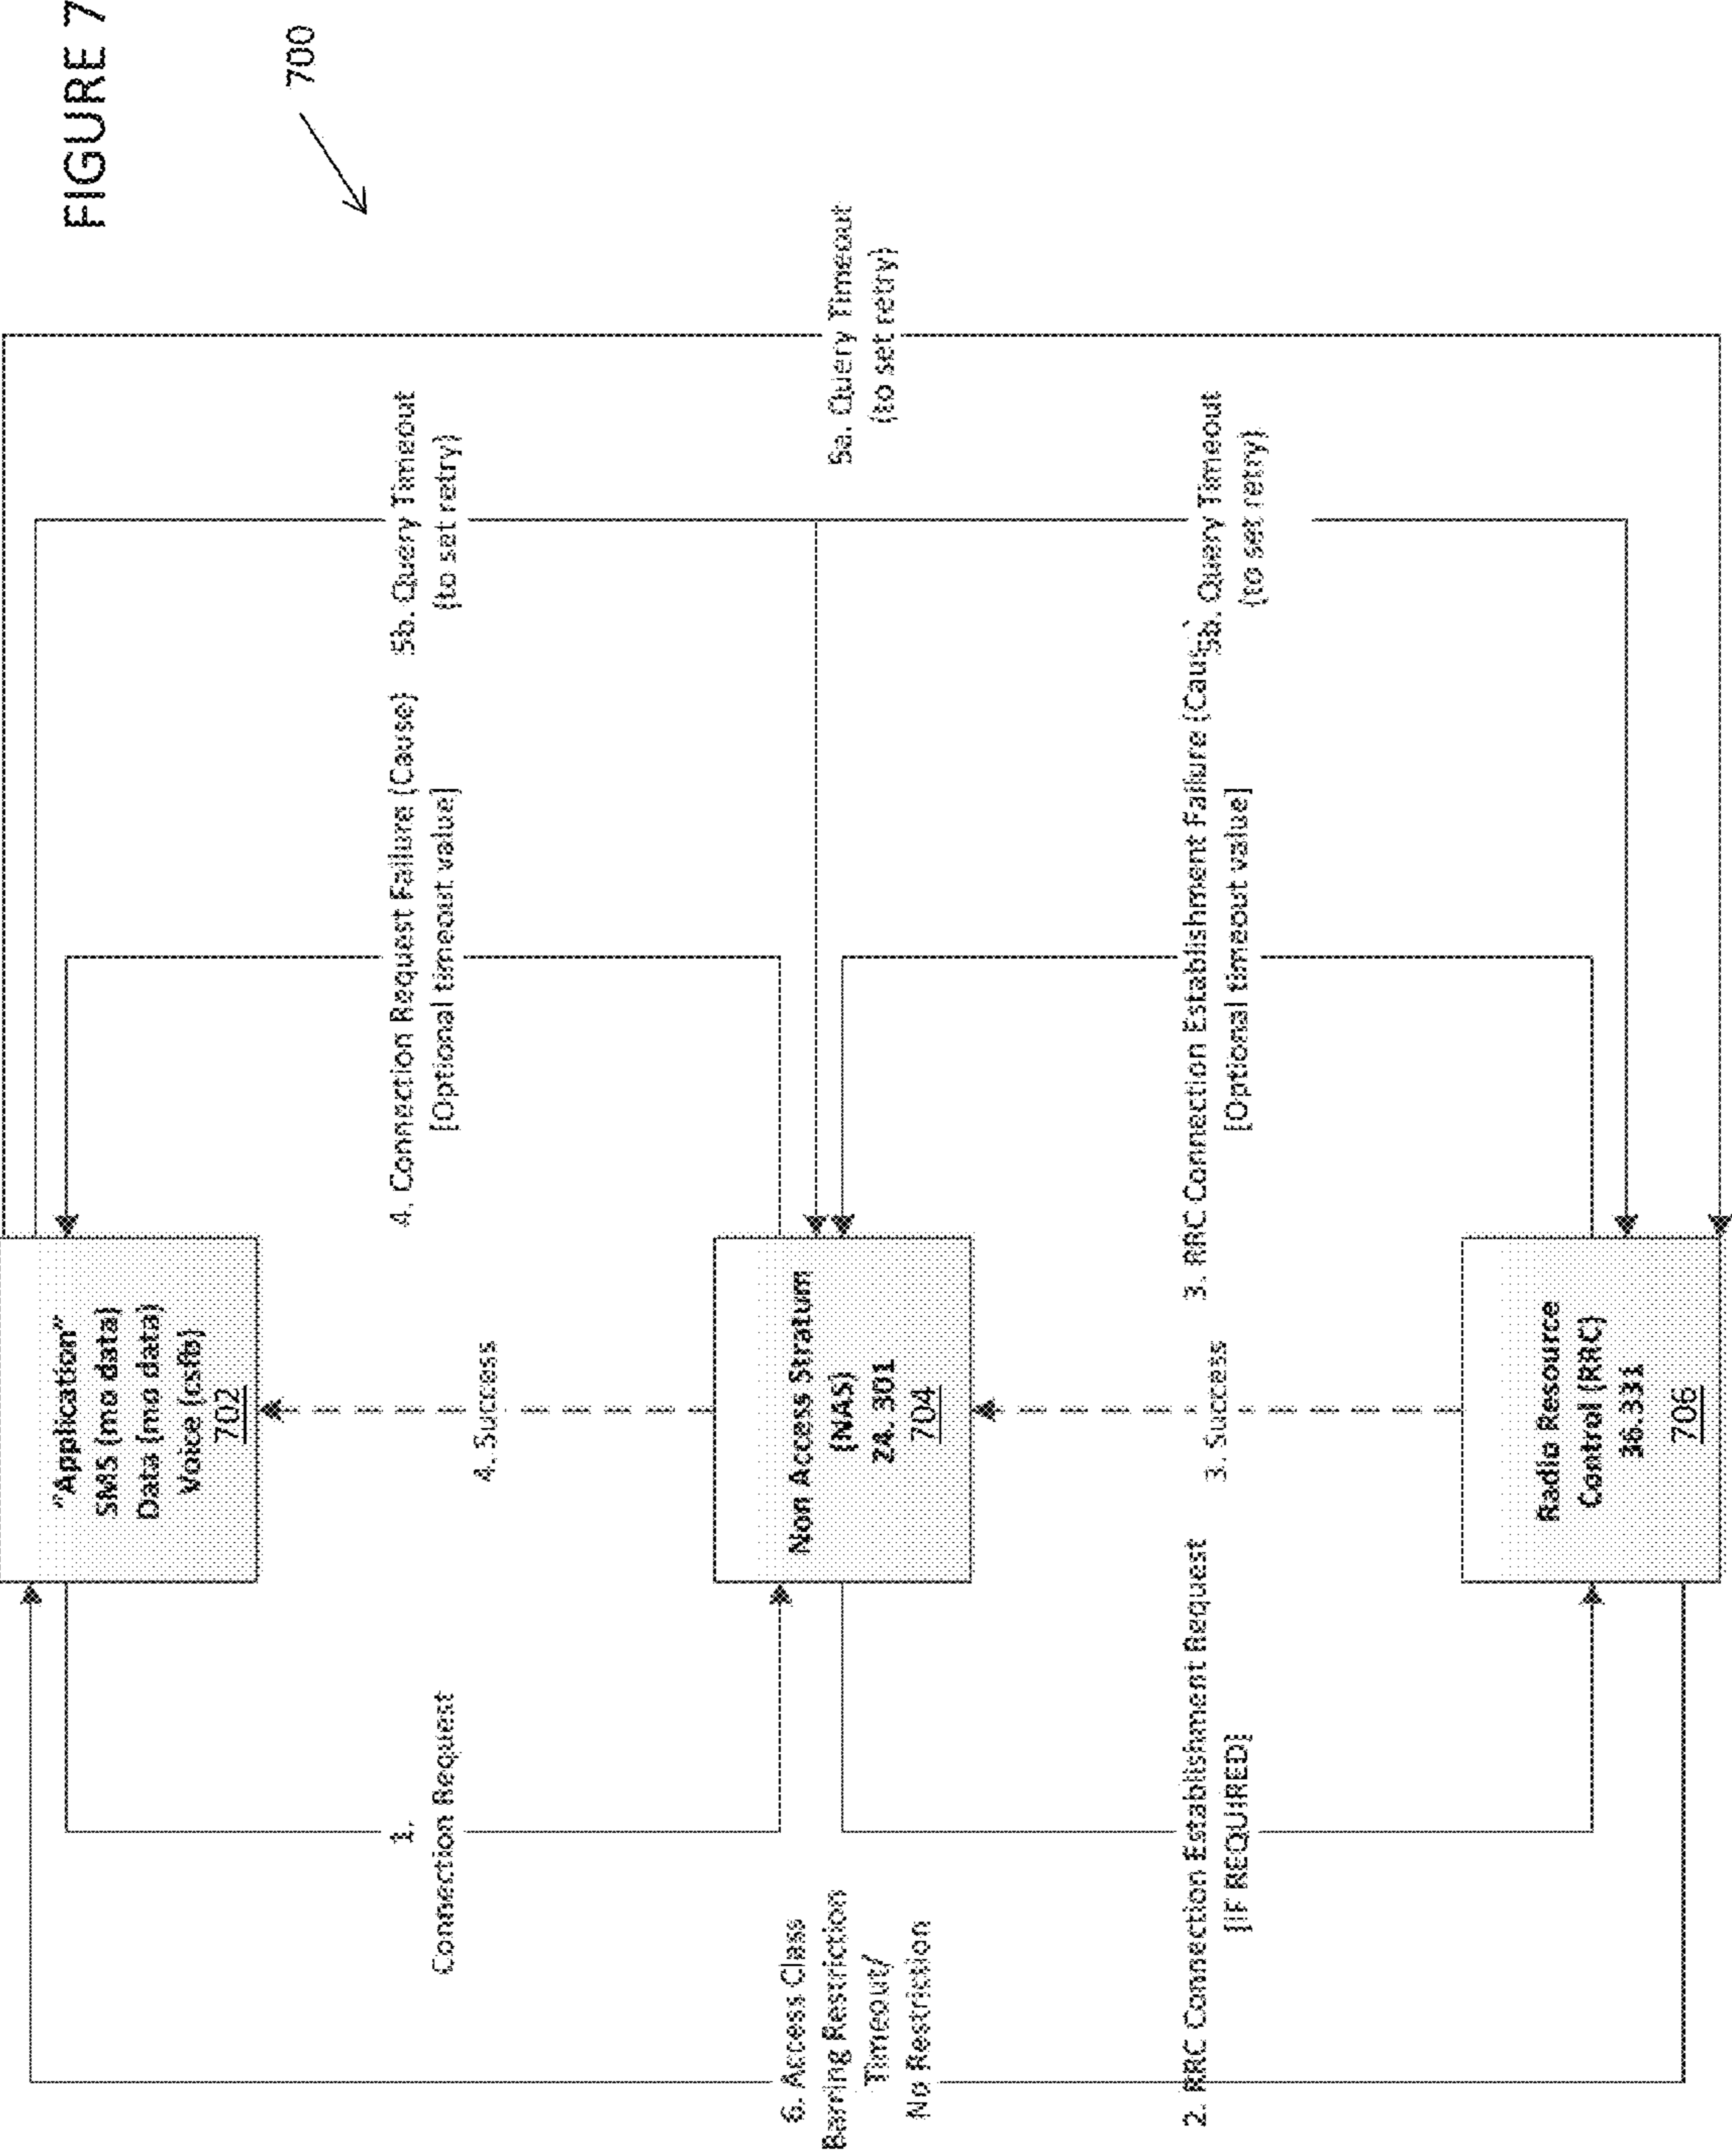 FIGURE 7
700
"Application"
SMS (mo data)
Data (mo data)
Voice (csfb)
702
1.
Connection Request
4. Success
4. Connection Request Failure (Cause)
[Optional timeout value]
5b. Query Timeout
(to set retry)
6. Access Class
Barring Restriction
Timeout/
No Restriction
Non Access Stratum
(NAS)
24. 301
704
5a. Query Timeout
(to set retry)
2. RRC Connection Establishment Request
[IF REQUIRED]
3. Success
3. RRC Connection Establishment Failure
[Optional timeout value]
5b. Query Timeout
(to set retry)
Radio Resource
Control (RRC)
36.331
706